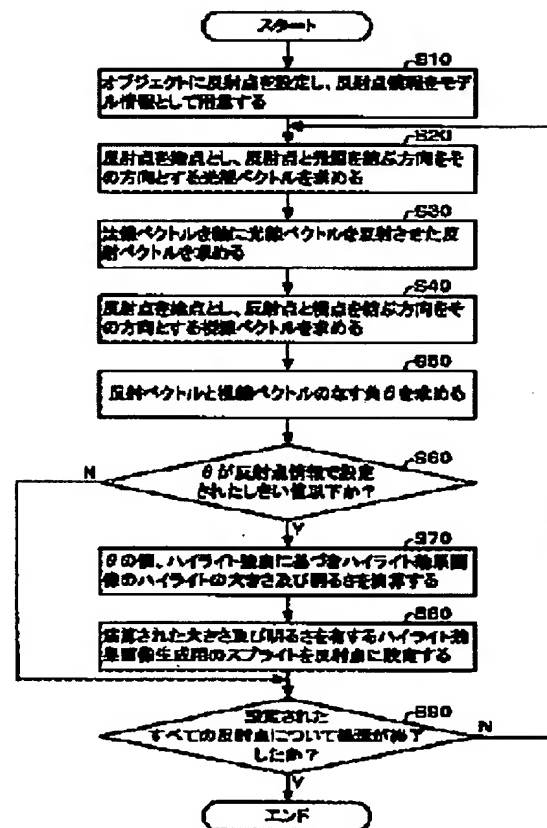 スタート
S10
オブジェクトに反射点を設定し、反射点情報をモデ
ル情報として用意する
S20
反射点を始点とし、反射点と光源を結ぶ方向をそ
の方向とする光線ベクトルを求める
S30
法線ベクトルを軸に光線ベクトルを反射させた反
射ベクトルを求める
S40
反射点を始点とし、反射点と視点を結ぶ方向をそ
の方向とする視線ベクトルを求める
S50
反射ベクトルと視線ベクトルのなす角θを求める
S60
θが反射点情報で設定
されたしきい値以下か?
N
Y
S70
θの値、ハイライト強度に基づきハイライト効果画
像のハイライトの大きさ及び明るさを演算する
S80
演算された大きさ及び明るさを有するハイライト効
果画像生成用のスプライトを反射点に設定する
S90
設定された
すべての反射点について処理が終了
したか?
N
Y
エンド